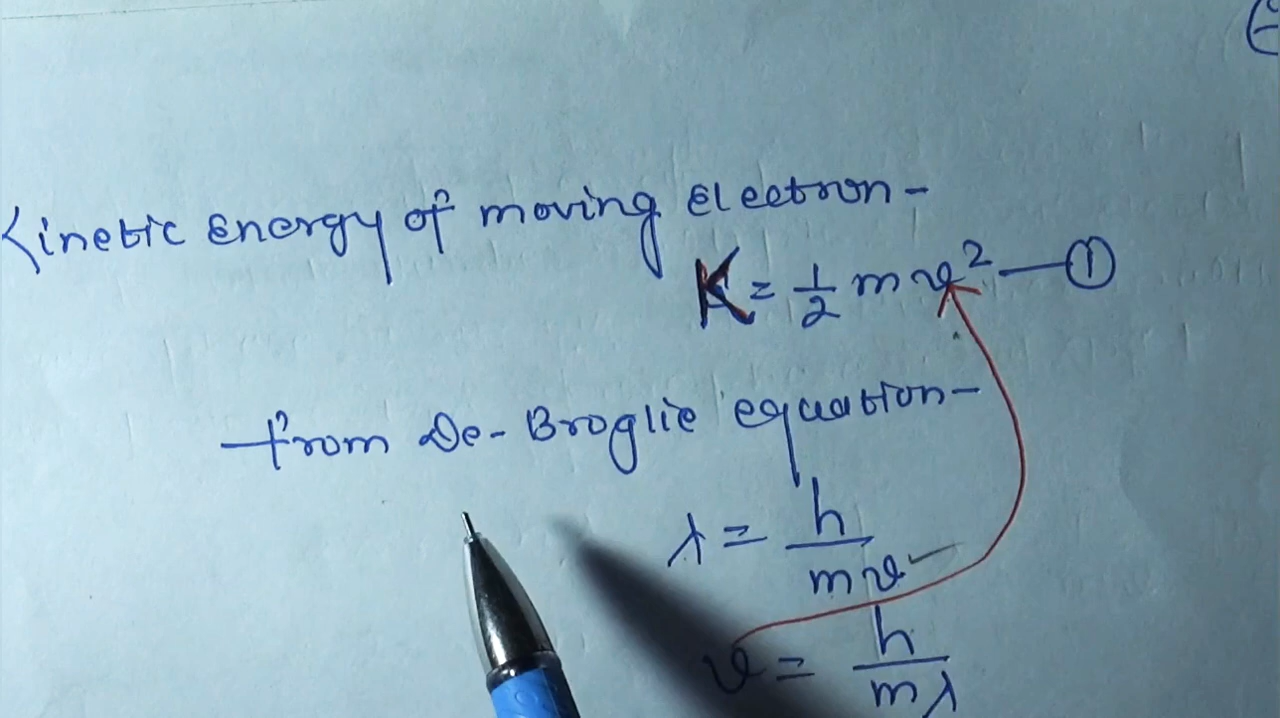 Kinetic Energy of moving Electron-
K = 1/2 mv² — ①
from De-Broglie equation-
λ = h/mv
v = h/mλ